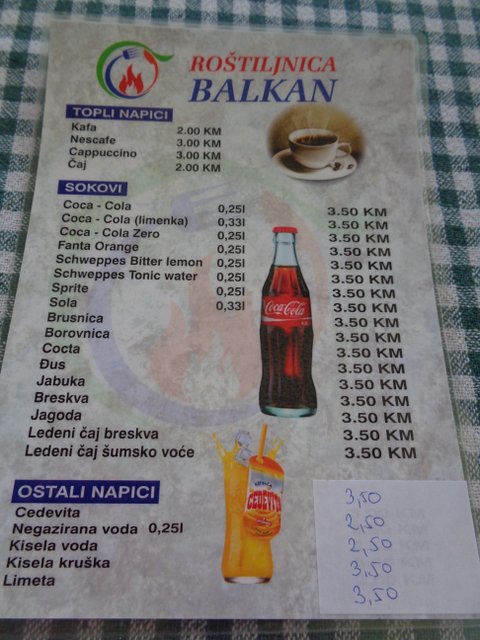 ROŠTILJNICA
BALKAN
TOPLI NAPICI
Kafa 2.00 KM
Nescafe 3.00 KM
Cappuccino 3.00 KM
Čaj 2.00 KM
SOKOVI
Coca - Cola 0,25l 3.50 KM
Coca - Cola (limenka) 0,33l 3.50 KM
Coca - Cola Zero 0,25l 3.50 KM
Fanta Orange 0,25l 3.50 KM
Schweppes Bitter lemon 0,25l 3.50 KM
Schweppes Tonic water 0,25l 3.50 KM
Sprite 0,25l 3.50 KM
Sola 0,33l 3.50 KM
Brusnica 3.50 KM
Borovnica 3.50 KM
Cocta 3.50 KM
Đus 3.50 KM
Jabuka 3.50 KM
Breskva 3.50 KM
Jagoda 3.50 KM
Ledeni čaj breskva 3.50 KM
Ledeni čaj šumsko voće 3.50 KM
Coca-Cola
CEDEVITA
OSTALI NAPICI
Cedevita 3,50
Negazirana voda 0,25l 2,50
Kisela voda 2,50
Kisela kruška 3,50
Limeta 3,50